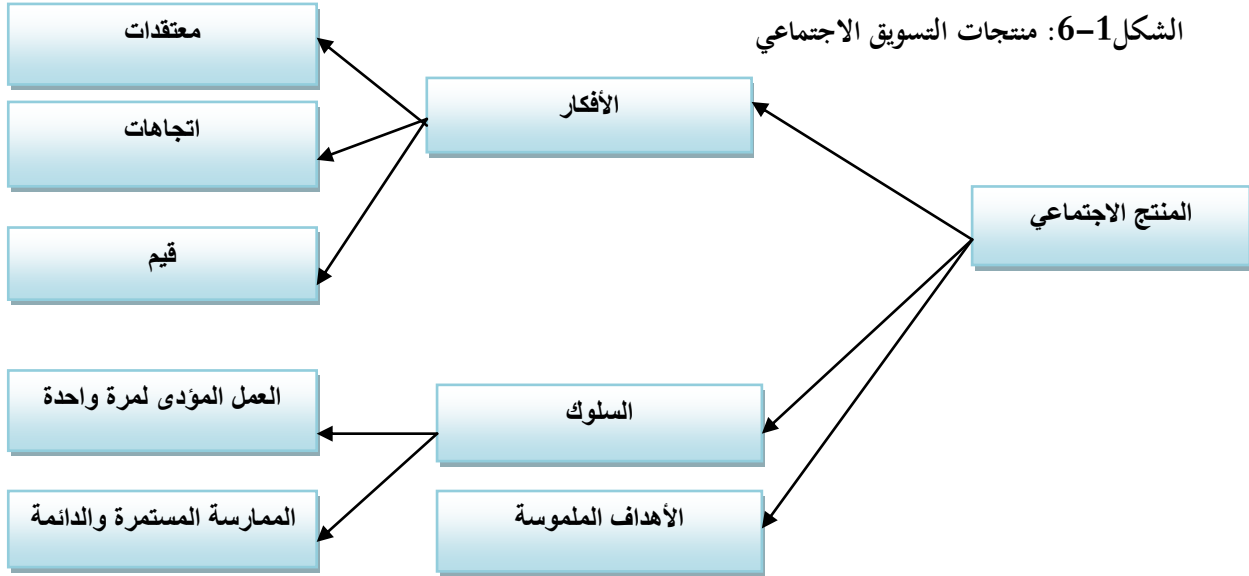 الشكل1-6: منتجات التسويق الاجتماعي
المنتج الاجتماعي
الأفكار
معتقدات
اتجاهات
قيم
السلوك
العمل المؤدى لمرة واحدة
الممارسة المستمرة والدائمة
الأهداف الملموسة